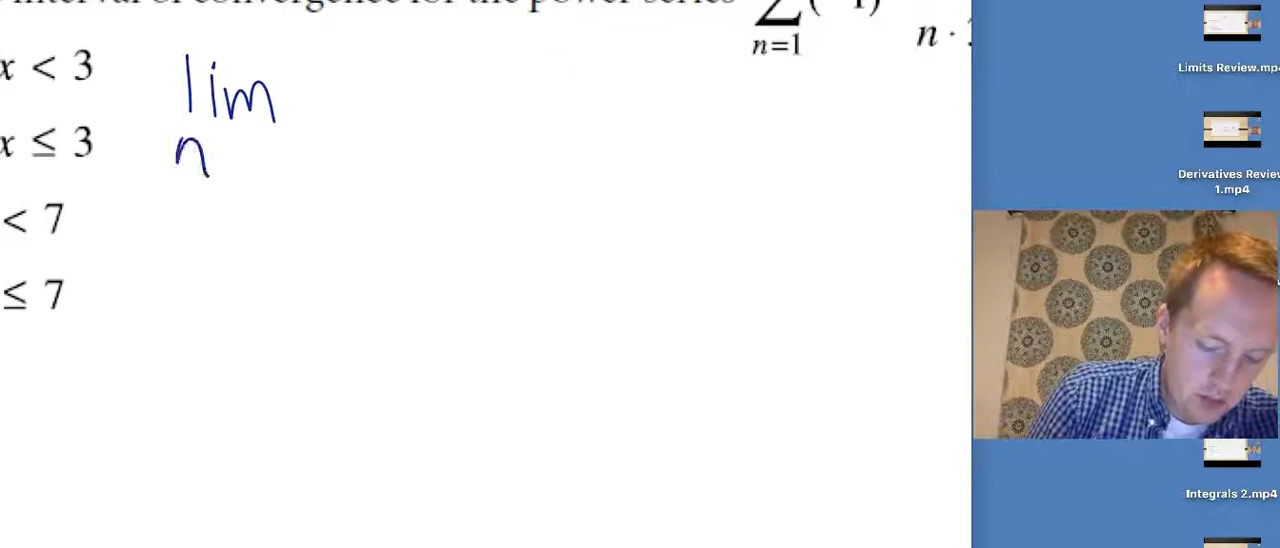 interval of convergence for the power series
n=1
n ·
x < 3
lim
x ≤ 3
n
< 7
≤ 7
Limits Review.mp4
Derivatives Review
1.mp4
Integrals 2.mp4